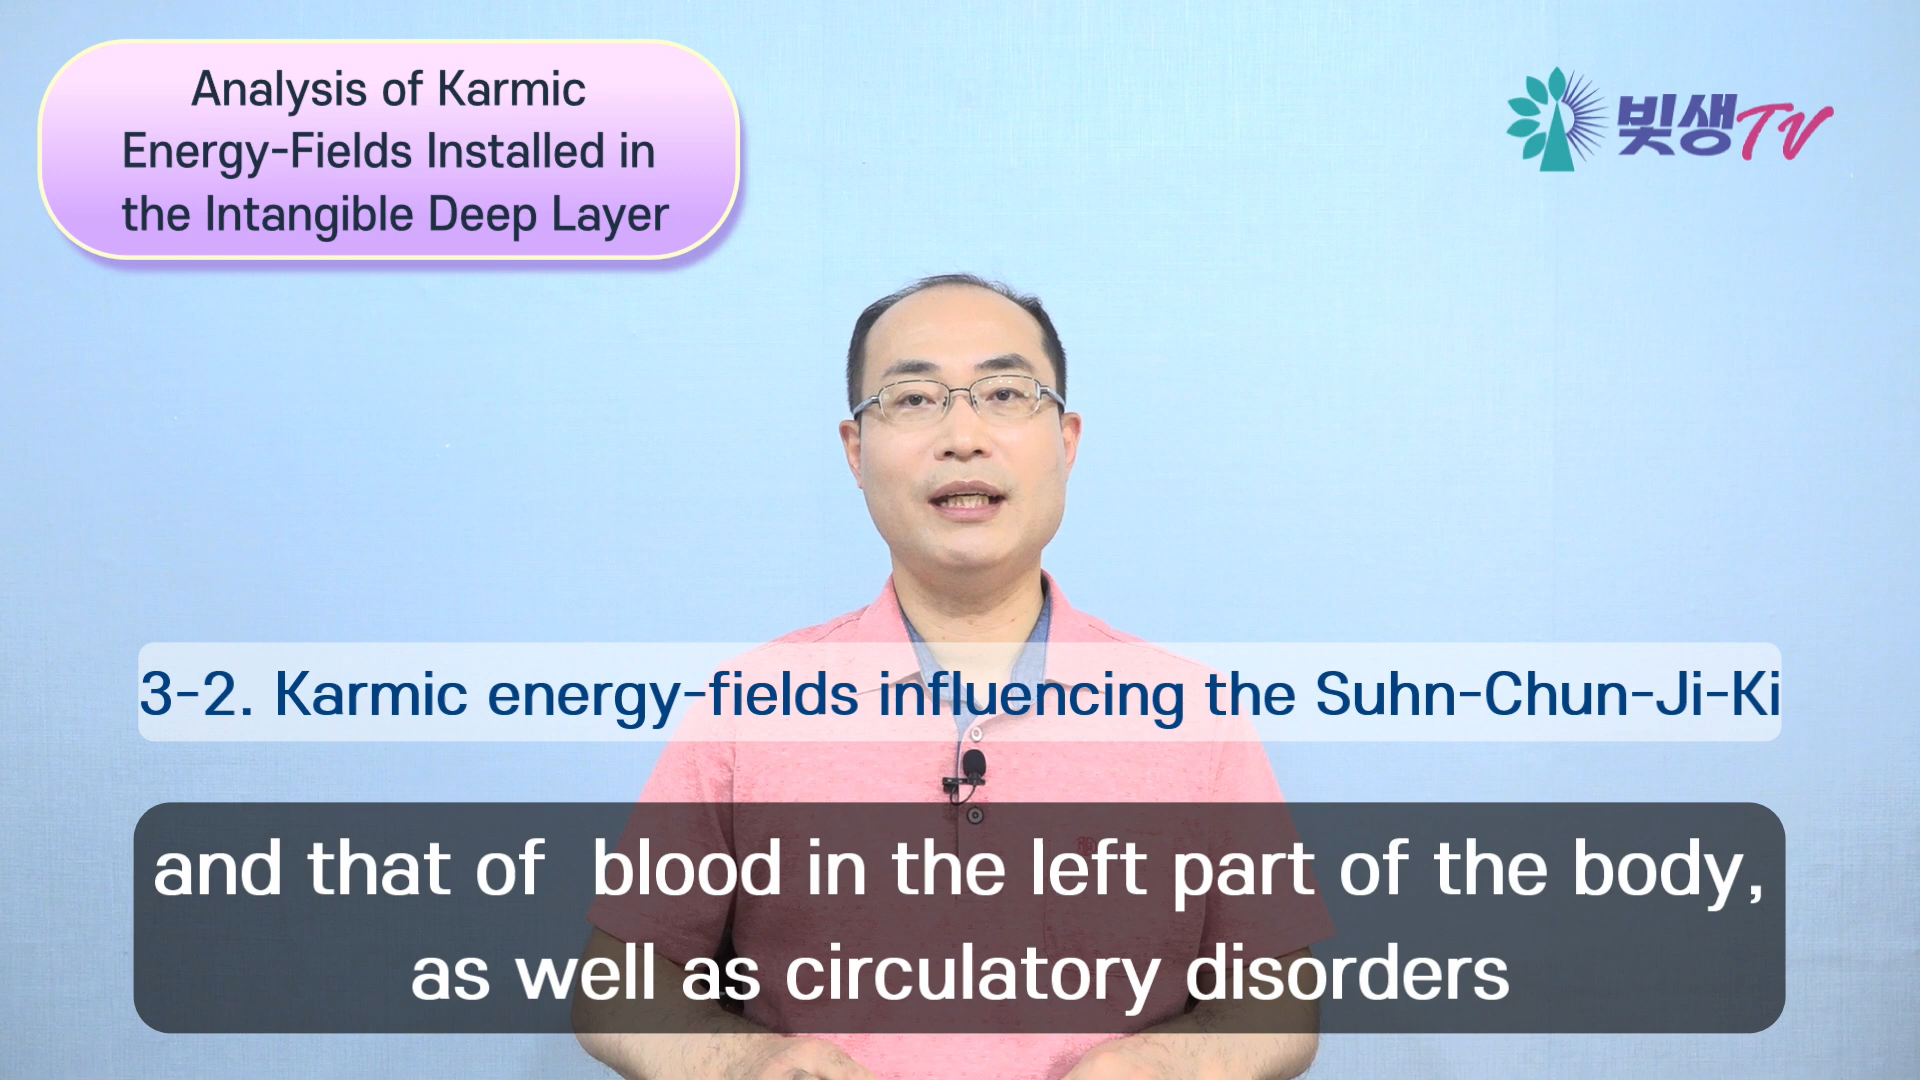 Analysis of Karmic
Energy-Fields Installed in
the Intangible Deep Layer
빛생TV
3-2. Karmic energy-fields influencing the Suhn-Chun-Ji-Ki
and that of  blood in the left part of the body,
as well as circulatory disorders